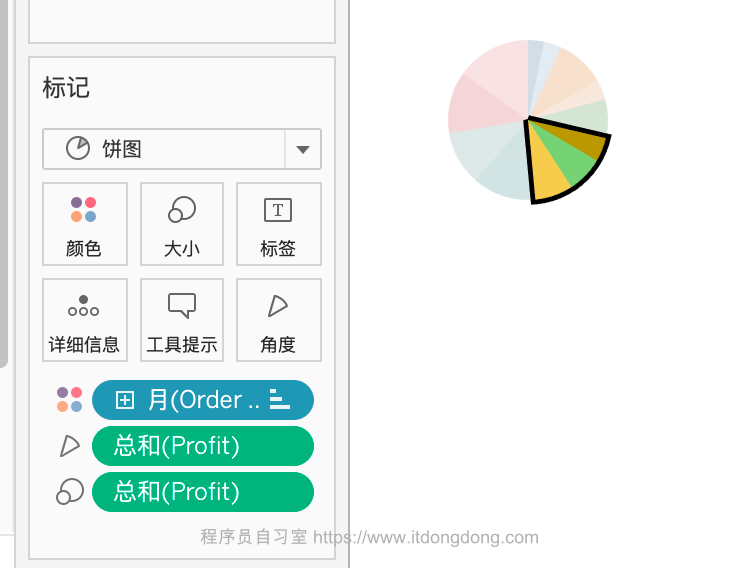 标记
饼图
颜色
大小
T
标签
详细信息
工具提示
角度
月(Order ..
总和(Profit)
总和(Profit)
程序员自习室 https://www.itdongdong.com